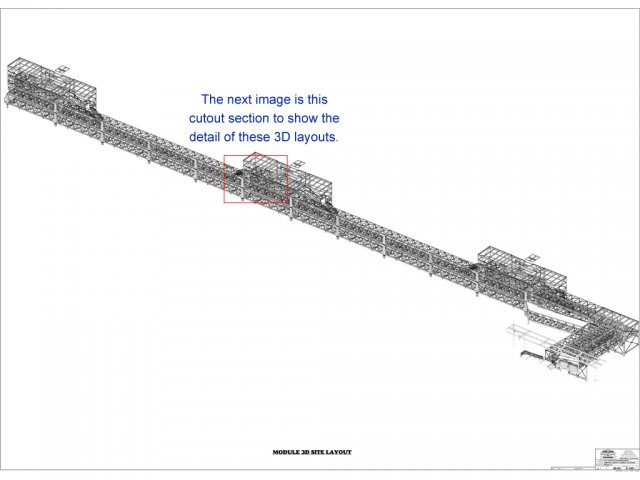 The next image is this
cutout section to show the
detail of these 3D layouts.
MODULE 3D SITE LAYOUT